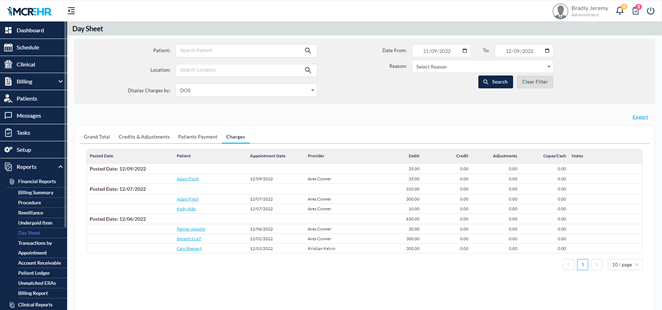 MCREHR
Bradly Jeremy
Administrator
Dashboard
Schedule
Clinical
Billing
Patients
Messages
Tasks
Setup
Reports
Financial Reports
Billing Summary
Procedure
Remittance
Underpaid Item
Day Sheet
Transactions by
Appointment
Account Receivable
Patient Ledger
Unmatched ERAs
Billing Report
Clinical Reports
Day Sheet
Patient: Search Patient
Date From: 11/09/2022 To: 12/09/2022
Location: Search Location
Reason: Select Reason
Display Charges by: DOS
Search Clear Filter
Export
Grand Total Credits & Adjustments Patients Payment Charges
Posted Date Patient Appointment Date Provider Debit Credit Adjustments Copay/Cash Notes
Posted Date: 12/09/2022 35.00 0.00 0.00 0.00
Adam Finch 12/09/2022 Ares Conner 35.00 0.00 0.00 0.00
Posted Date: 12/07/2022 310.00 0.00 0.00 0.00
Adam Finch 12/07/2022 Ares Conner 300.00 0.00 0.00 0.00
12/07/2022 Ares Conner 10.00 0.00 0.00 0.00
Posted Date: 12/06/2022 630.00 0.00 0.00 0.00
12/06/2022 Ares Conner 30.00 0.00 0.00 0.00
Benedict Leif 12/02/2022 Ares Conner 300.00 0.00 0.00 0.00
Cam Steward 12/02/2022 Kristian Kelvin 300.00 0.00 0.00 0.00
< 1 > 10 / page